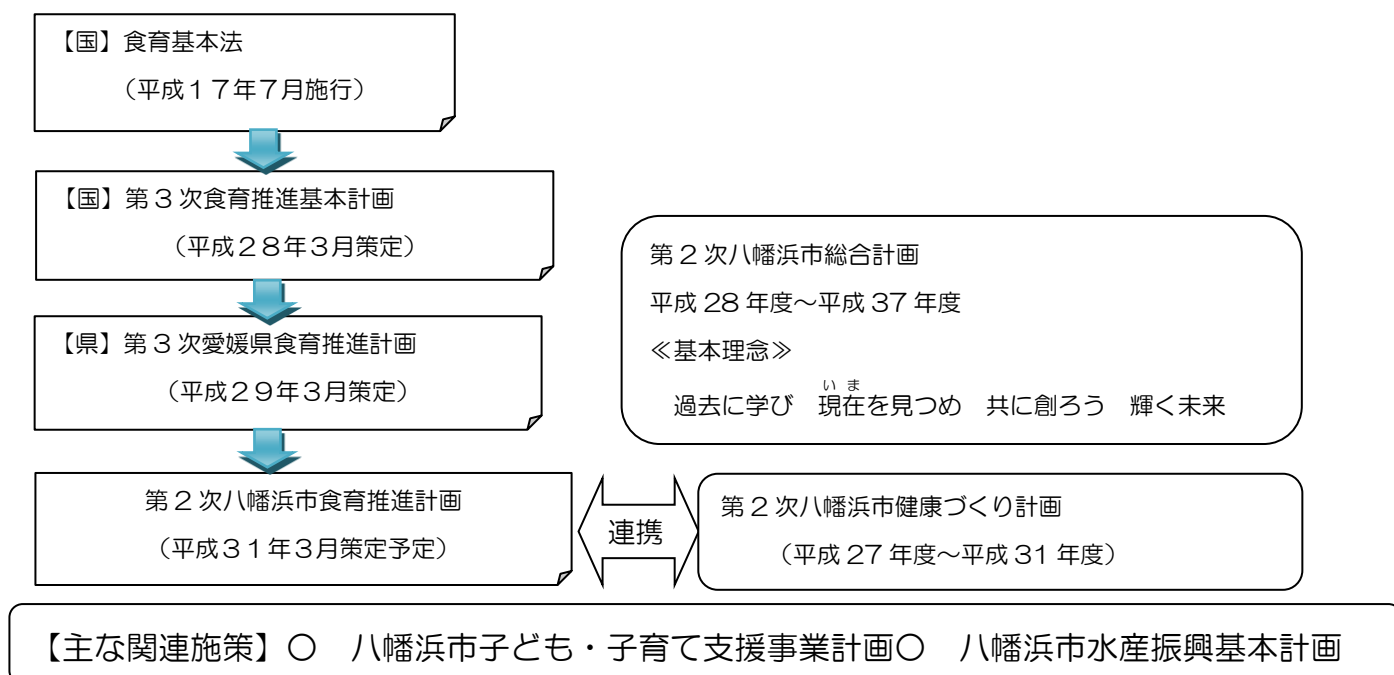 【国】食育基本法
（平成１７年７月施行）
【国】第３次食育推進基本計画
（平成２８年３月策定）
【県】第３次愛媛県食育推進計画
（平成２９年３月策定）
第２次八幡浜市食育推進計画
（平成３１年３月策定予定）
連携
第２次八幡浜市総合計画
平成 28 年度～平成 37 年度
≪基本理念≫
いま
過去に学び　現在を見つめ　共に創ろう　輝く未来
第２次八幡浜市健康づくり計画
（平成 27 年度～平成 31 年度）
【主な関連施策】〇　八幡浜市子ども・子育て支援事業計画〇　八幡浜市水産振興基本計画